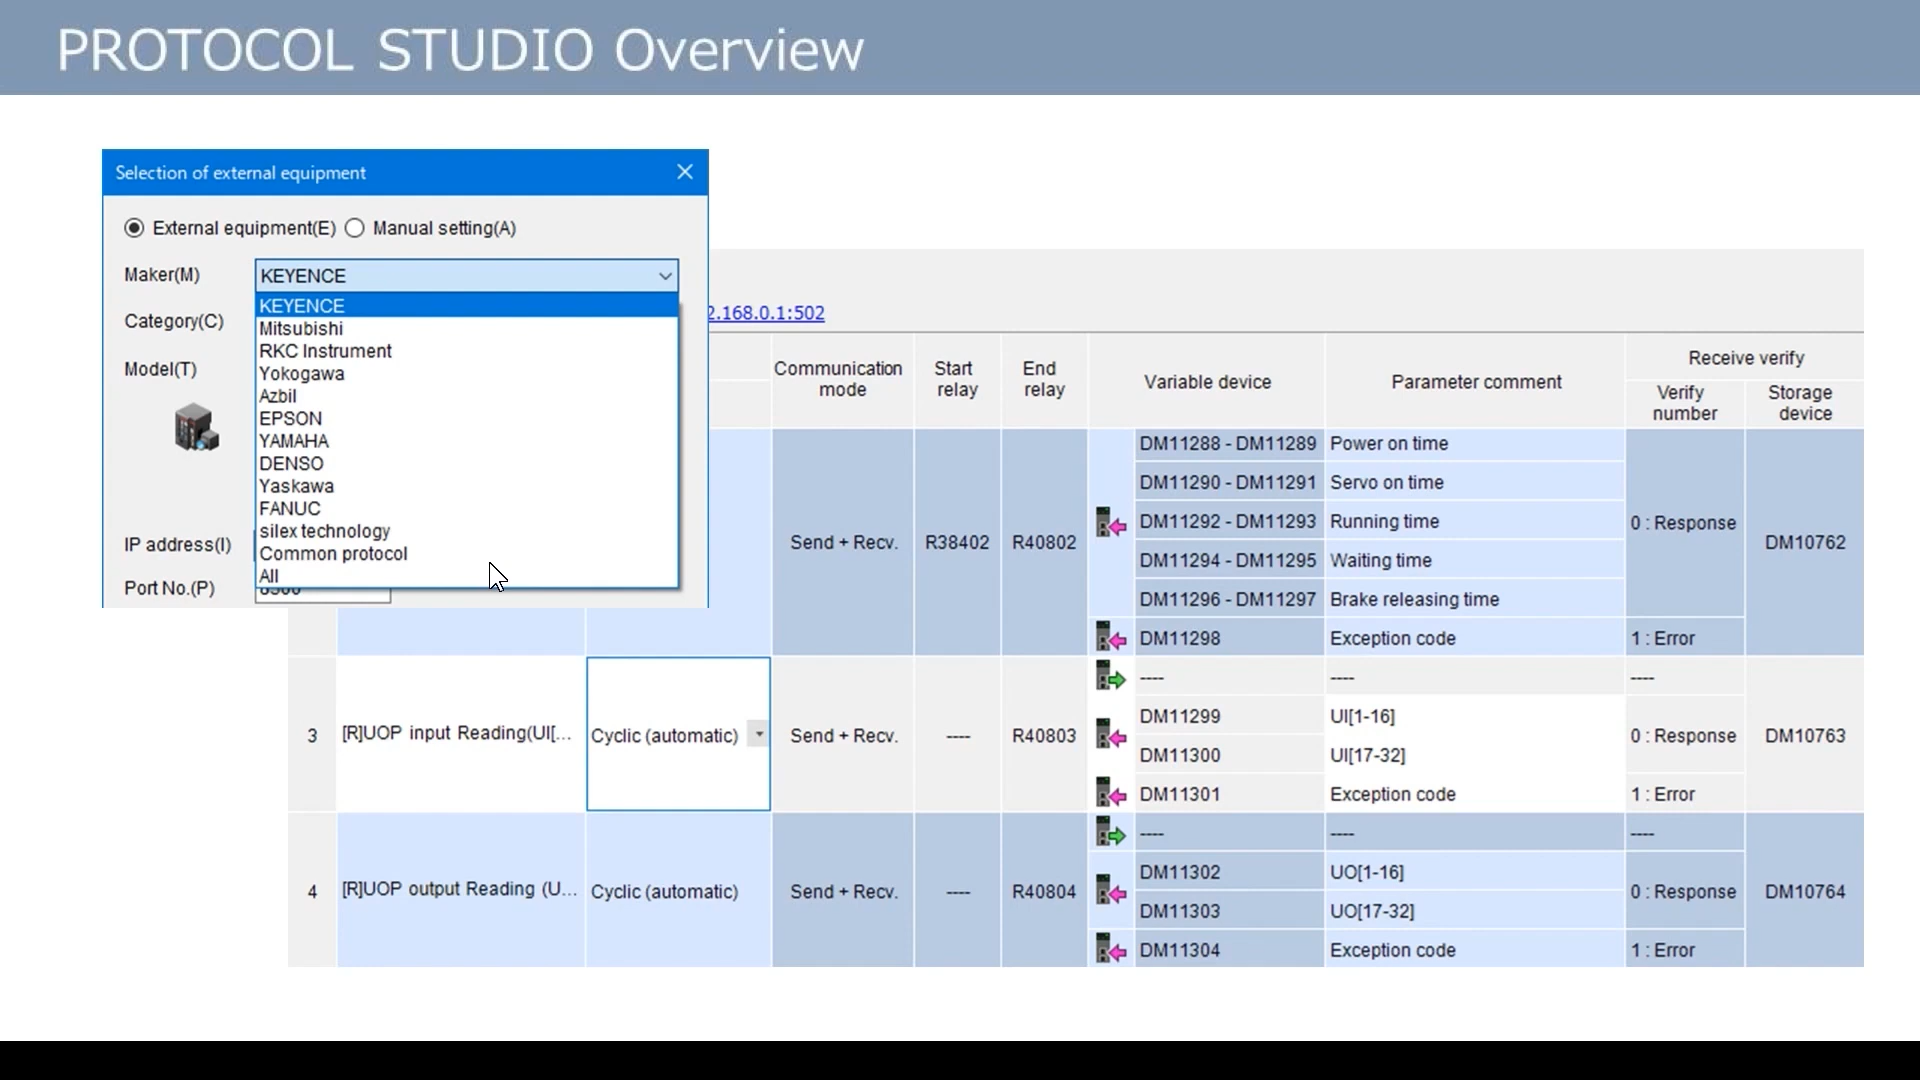 PROTOCOL STUDIO Overview
Selection of external equipment
External equipment(E) Manual setting(A)
Maker(M) KEYENCE
Category(C)
Model(T)
IP address(I)
Port No.(P)
KEYENCE
Mitsubishi
RKC Instrument
Yokogawa
Azbil
EPSON
YAMAHA
DENSO
Yaskawa
FANUC
silex technology
Common protocol
All
2.168.0.1:502
Communication mode
Start relay
End relay
Variable device
Parameter comment
Receive verify
Verify number
Storage device
Send + Recv. R38402 R40802 DM10762
DM11288 - DM11289 Power on time
DM11290 - DM11291 Servo on time
DM11292 - DM11293 Running time 0 : Response
DM11294 - DM11295 Waiting time
DM11296 - DM11297 Brake releasing time
DM11298 Exception code 1 : Error
---- ---- ----
3 [R]UOP input Reading(UI[... Cyclic (automatic) Send + Recv. ---- R40803 0 : Response DM10763
DM11299 UI[1-16]
DM11300 UI[17-32]
DM11301 Exception code 1 : Error
---- ---- ----
4 [R]UOP output Reading (U... Cyclic (automatic) Send + Recv. ---- R40804 0 : Response DM10764
DM11302 UO[1-16]
DM11303 UO[17-32]
DM11304 Exception code 1 : Error